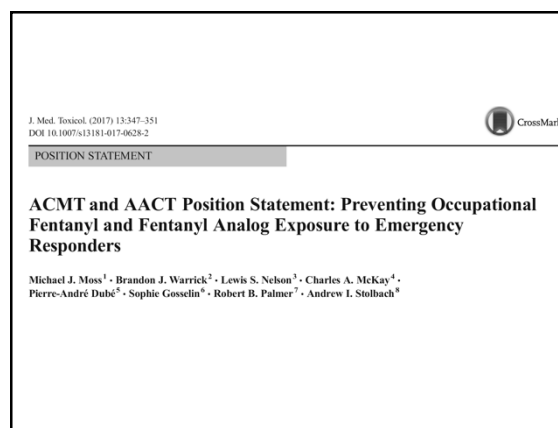 J. Med. Toxicol. (2017) 13:347–351
DOI 10.1007/s13181-017-0628-2
CrossMark
POSITION STATEMENT
ACMT and AACT Position Statement: Preventing Occupational
Fentanyl and Fentanyl Analog Exposure to Emergency
Responders
Michael J. Moss1 · Brandon J. Warrick2 · Lewis S. Nelson3 · Charles A. McKay4 ·
Pierre-André Dubé5 · Sophie Gosselin6 · Robert B. Palmer7 · Andrew I. Stolbach8